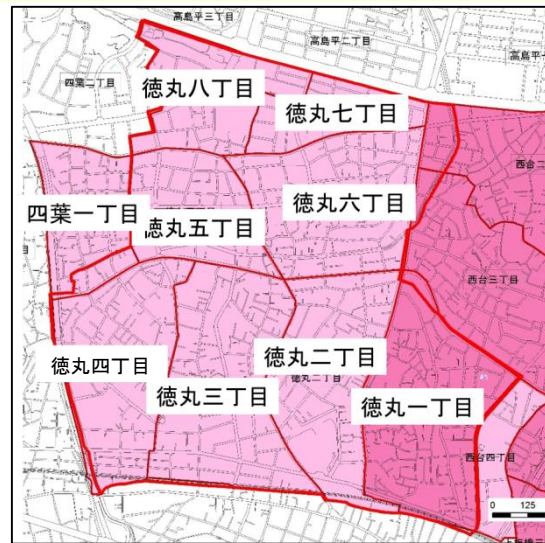 高島平三丁目
高島平二丁目
高島平
四葉二丁目
徳丸八丁目
徳丸七丁目
西台二
四葉一丁目
徳丸五丁目
徳丸六丁目
西台三丁目
徳丸四丁目
徳丸三丁目
徳丸二丁目
徳丸二丁目
徳丸一丁目
西台四丁目
0 125